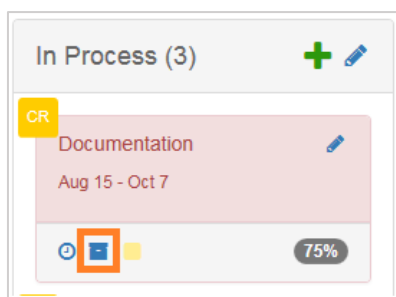 In Process (3)
CR
Documentation
Aug 15 - Oct 7
75%